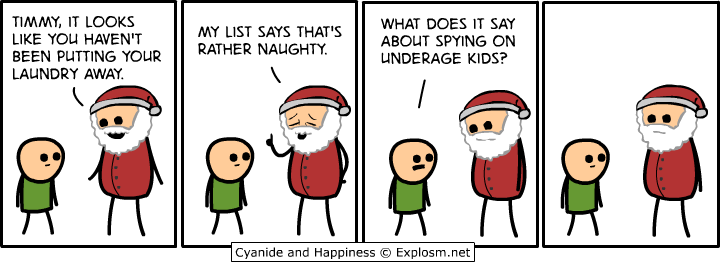 TIMMY, IT LOOKS
LIKE YOU HAVEN'T
BEEN PUTTING YOUR
LAUNDRY AWAY.
MY LIST SAYS THAT'S
RATHER NAUGHTY.
WHAT DOES IT SAY
ABOUT SPYING ON
UNDERAGE KIDS?
Cyanide and Happiness © Explosm.net